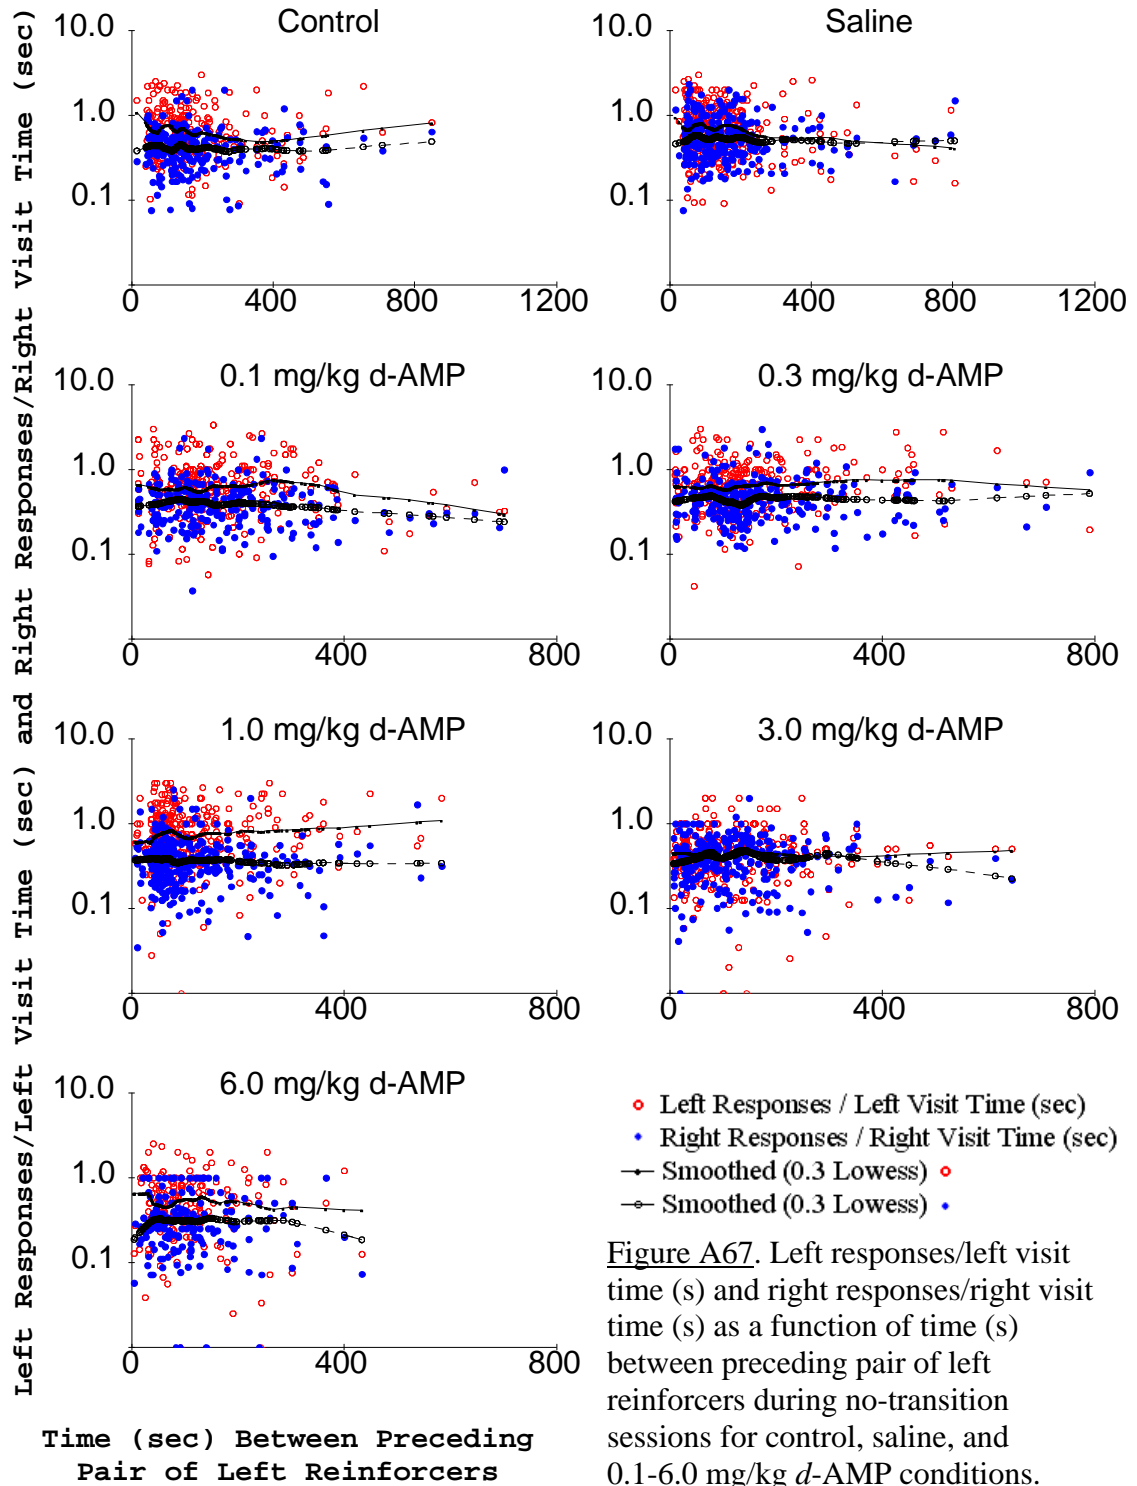 Left Responses/Left Visit Time (sec) and Right Responses/Right Visit Time (sec)
Control
10.0
1.0
0.1
0 400 800 1200
Saline
10.0
1.0
0.1
0 400 800 1200
0.1 mg/kg d-AMP
10.0
1.0
0.1
0 400 800
0.3 mg/kg d-AMP
10.0
1.0
0.1
0 400 800
1.0 mg/kg d-AMP
10.0
1.0
0.1
0 400 800
3.0 mg/kg d-AMP
10.0
1.0
0.1
0 400 800
6.0 mg/kg d-AMP
10.0
1.0
0.1
0 400 800
Time (sec) Between Preceding
Pair of Left Reinforcers
Left Responses / Left Visit Time (sec)
Right Responses / Right Visit Time (sec)
Smoothed (0.3 Lowess)
Smoothed (0.3 Lowess)
Figure A67. Left responses/left visit
time (s) and right responses/right visit
time (s) as a function of time (s)
between preceding pair of left
reinforcers during no-transition
sessions for control, saline, and
0.1-6.0 mg/kg d-AMP conditions.